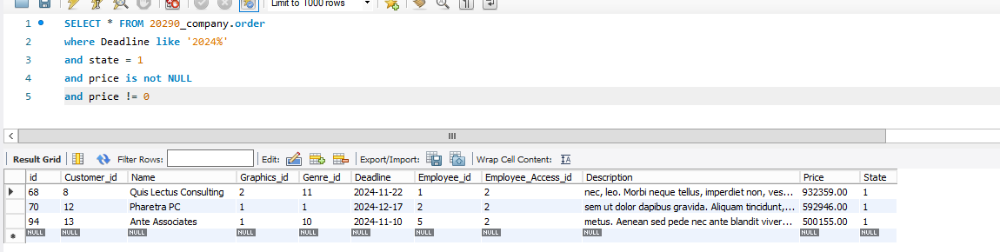 Limit to 1000 rows
1 SELECT * FROM 20290_company.order
2 where Deadline like '2024%'
3 and state = 1
4 and price is not NULL
5 and price != 0
Result Grid Filter Rows: Edit: Export/Import: Wrap Cell Content:
id Customer_id Name Graphics_id Genre_id Deadline Employee_id Employee_Access_id Description Price State
68 8 Quis Lectus Consulting 2 11 2024-11-22 1 2 nec, leo. Morbi neque tellus, imperdiet non, ves... 932359.00 1
70 12 Pharetra PC 1 1 2024-12-17 2 2 sem ut dolor dapibus gravida. Aliquam tincidunt,... 592946.00 1
94 13 Ante Associates 1 10 2024-11-10 5 2 metus. Aenean sed pede nec ante blandit viver... 500155.00 1
NULL NULL NULL NULL NULL NULL NULL NULL NULL NULL NULL